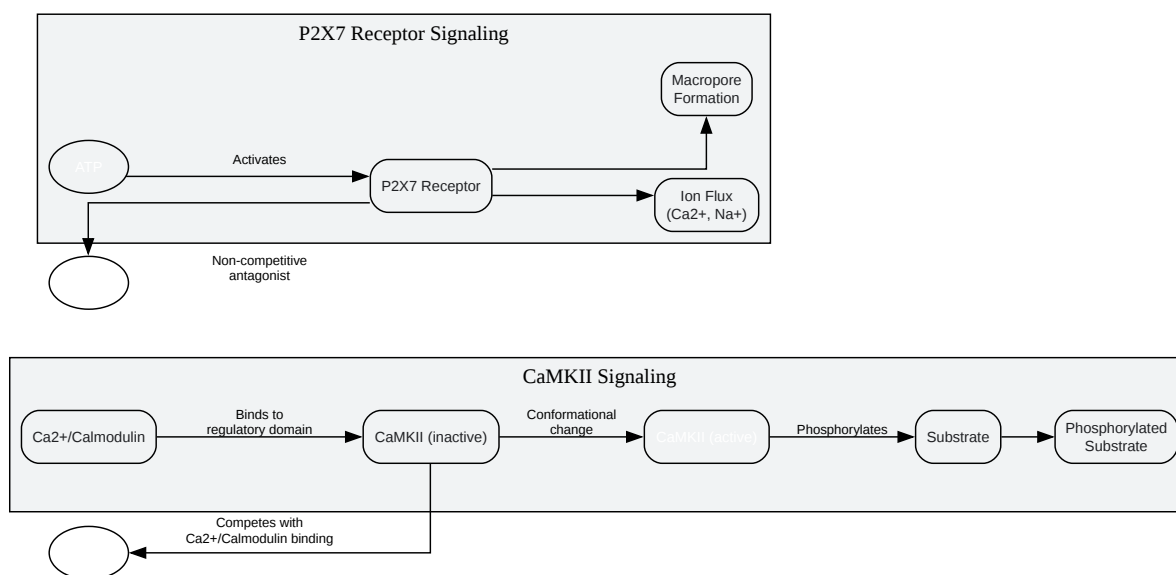 P2X7 Receptor Signaling
Macropore
Formation
ATP
Activates
P2X7 Receptor
Ion Flux
(Ca2+, Na+)
Non-competitive
antagonist
CaMKII Signaling
Ca2+/Calmodulin
Binds to
regulatory domain
CaMKII (inactive)
Conformational
change
CaMKII (active)
Phosphorylates
Substrate
Phosphorylated
Substrate
Competes with
Ca2+/Calmodulin binding